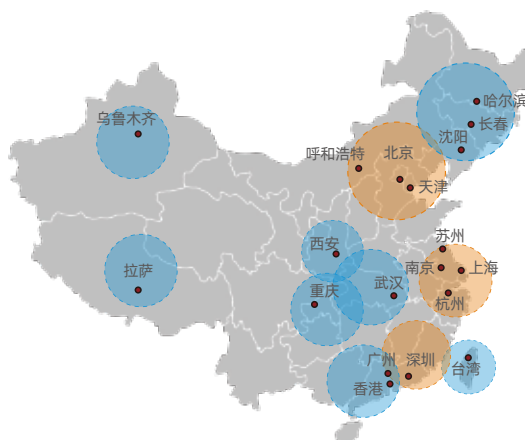 哈尔滨
乌鲁木齐
长春
沈阳
呼和浩特
北京
天津
苏州
西安
南京
上海
拉萨
武汉
重庆
杭州
广州
深圳
台湾
香港